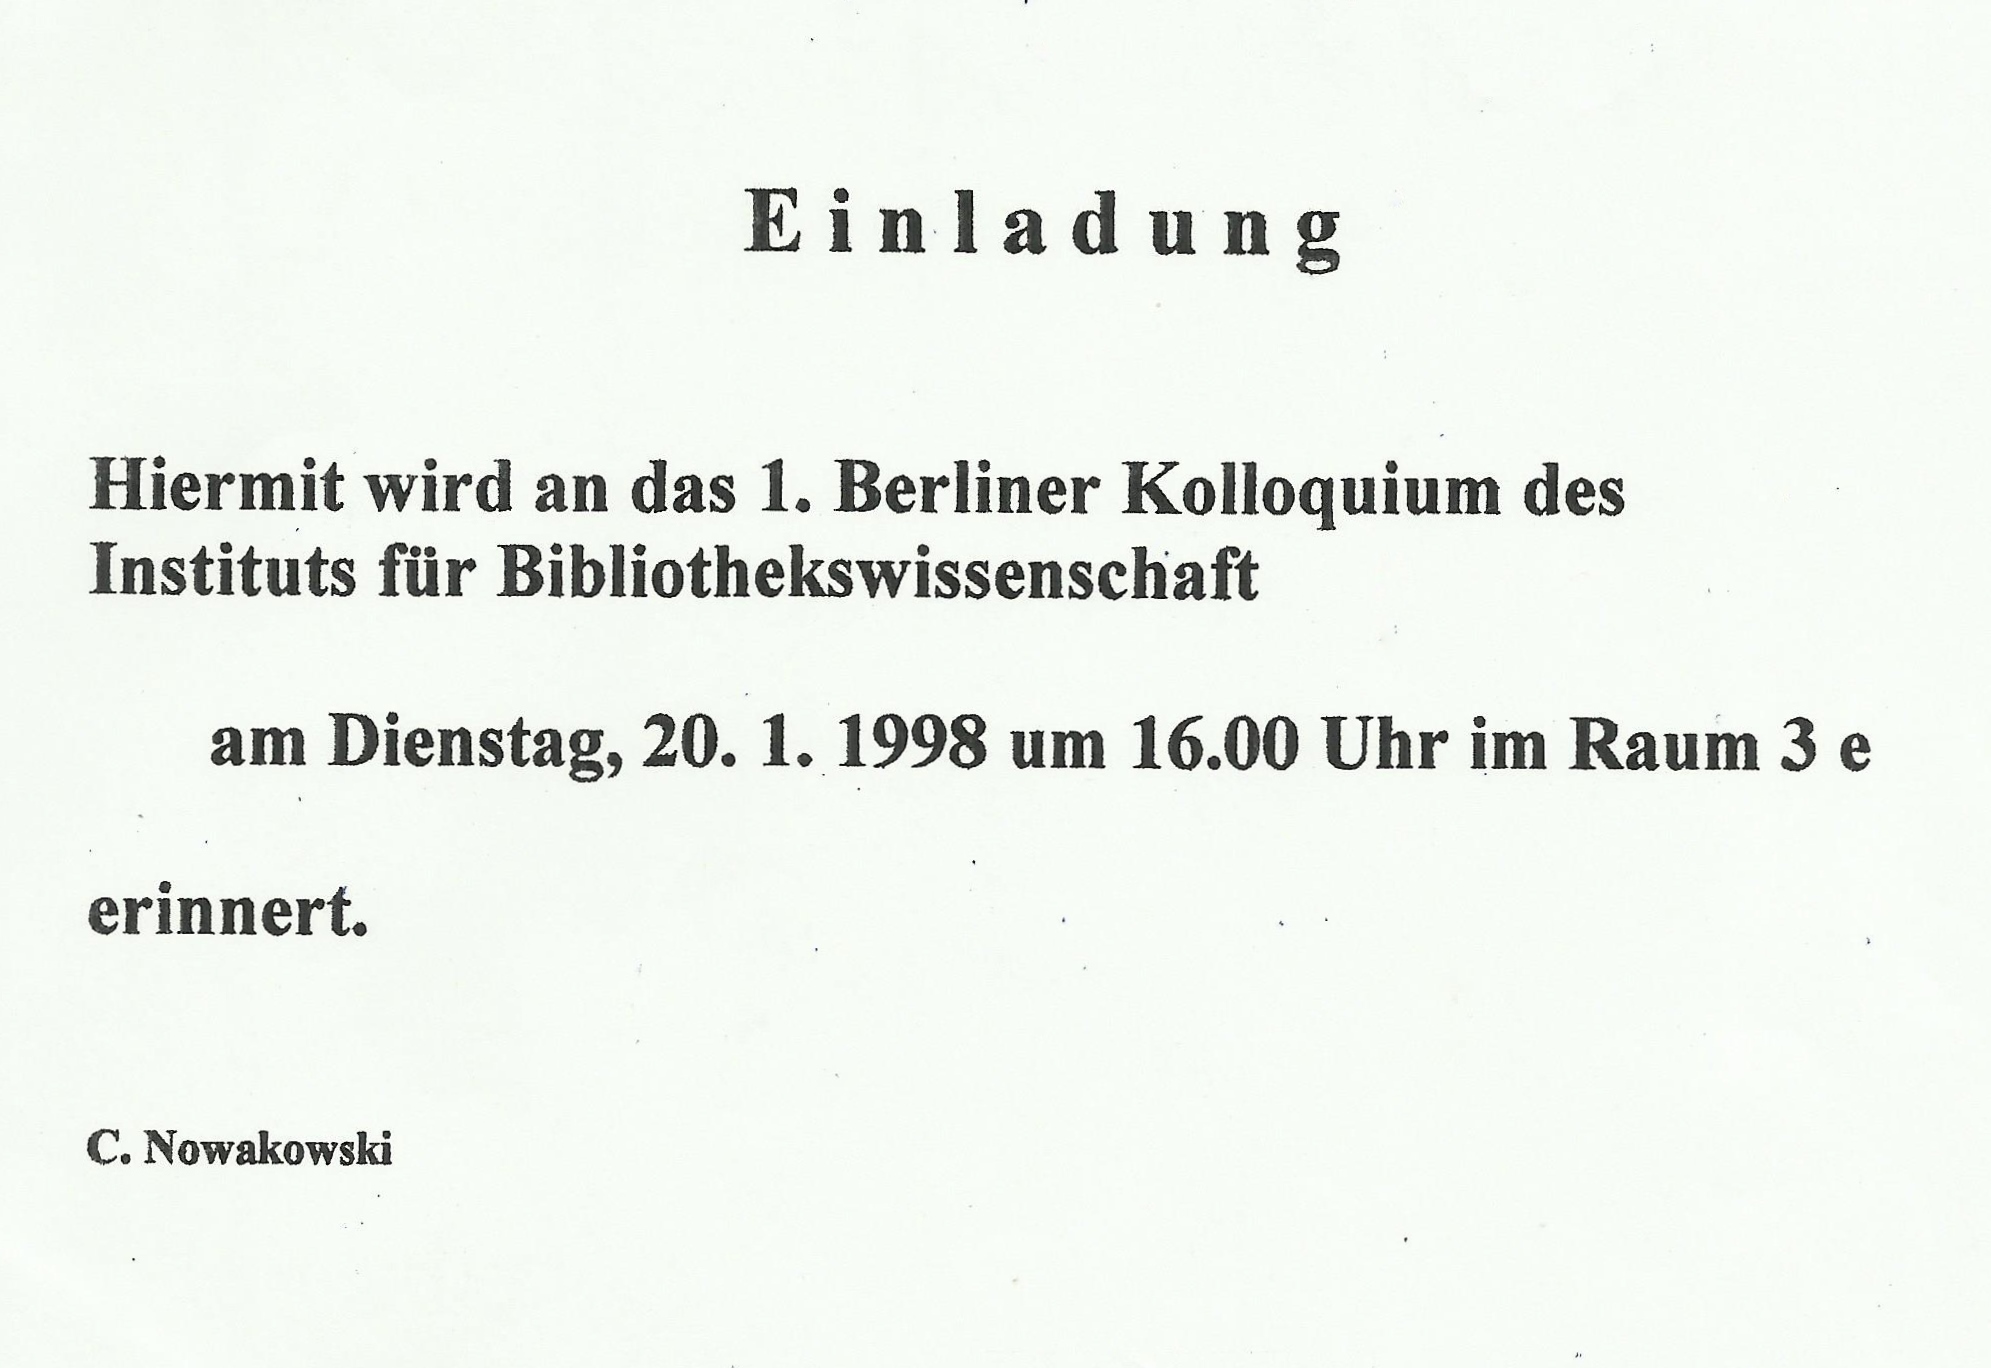 Einladung
Hiermit wird an das 1. Berliner Kolloquium des
Instituts für Bibliothekswissenschaft
am Dienstag, 20. 1. 1998 um 16.00 Uhr im Raum 3 e
erinnert.
C. Nowakowski